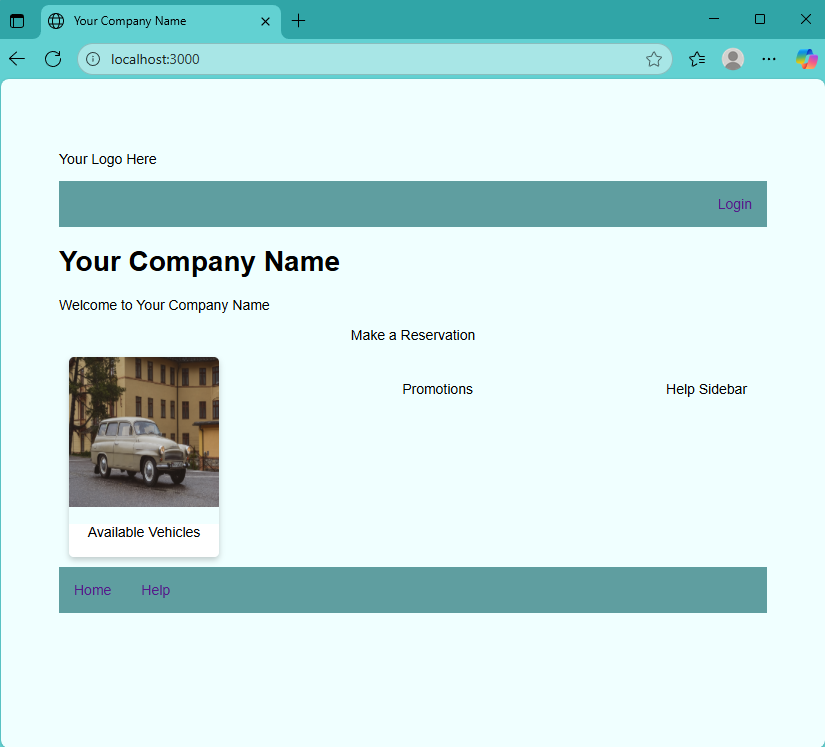 Your Company Name
localhost:3000
Your Logo Here
Login
Your Company Name
Welcome to Your Company Name
Make a Reservation
Promotions
Help Sidebar
Available Vehicles
Home Help